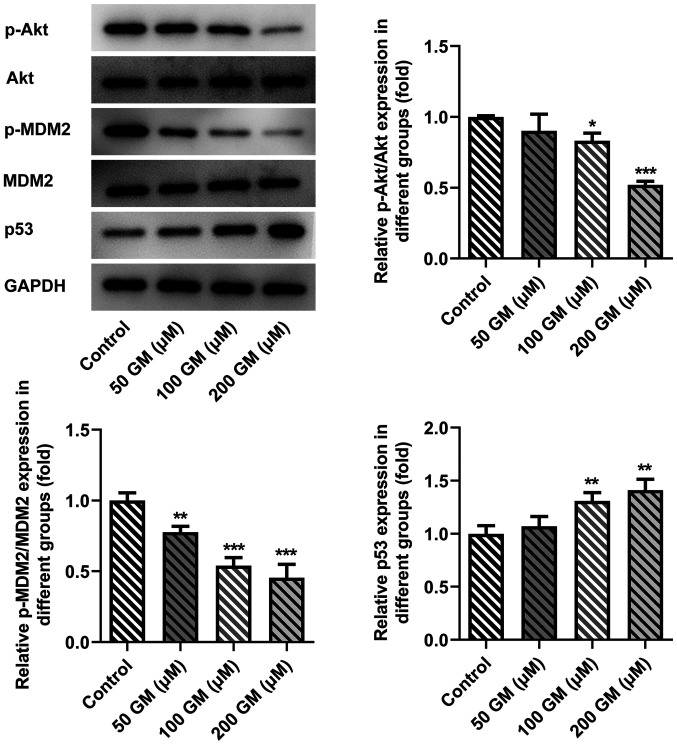 p-Akt
Akt
p-MDM2
MDM2
p53
GAPDH
Control
50 GM (μM)
100 GM (μM)
200 GM (μM)
Relative p-Akt/Akt expression in
different groups (fold)
1.5
1.0
0.5
0.0
*
***
Control
50 GM (μM)
100 GM (μM)
200 GM (μM)
Relative p-MDM2/MDM2 expression in
different groups (fold)
1.5
1.0
0.5
0.0
**
***
***
Control
50 GM (μM)
100 GM (μM)
200 GM (μM)
Relative p53 expression in
different groups (fold)
2.0
1.5
1.0
0.5
0.0
**
**
Control
50 GM (μM)
100 GM (μM)
200 GM (μM)